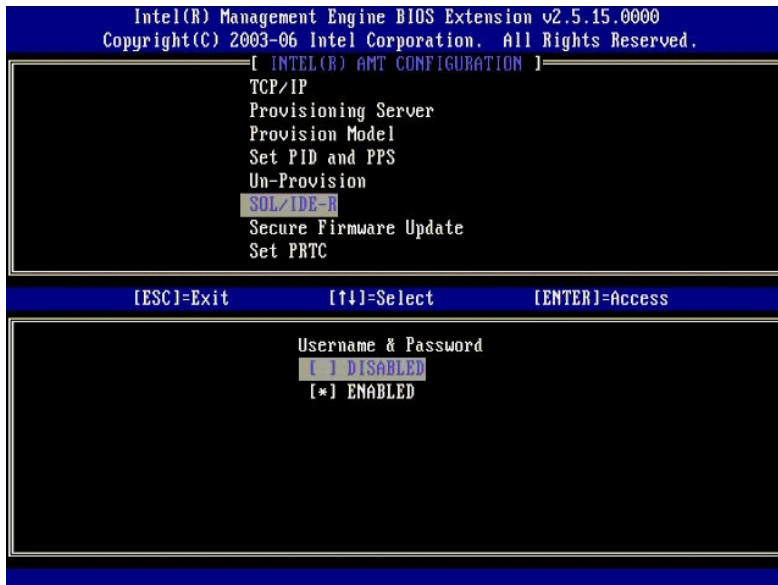 Intel(R) Management Engine BIOS Extension v2.5.15.0000
Copyright(C) 2003-06 Intel Corporation. All Rights Reserved.
[ INTEL(R) AMT CONFIGURATION ]
TCP/IP
Provisioning Server
Provision Model
Set PID and PPS
Un-Provision
SOL/IDE-R
Secure Firmware Update
Set PRTC
[ESC]=Exit [↑↓]=Select [ENTER]=Access
Username & Password
[ ] DISABLED
[*] ENABLED